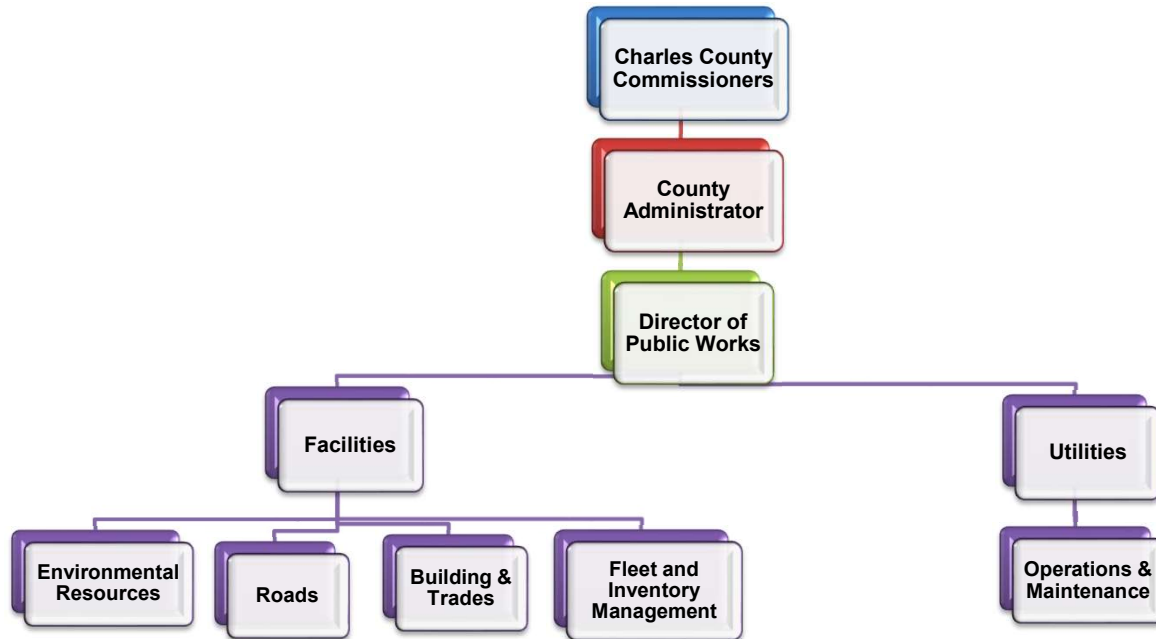 Charles County
Commissioners
County
Administrator
Director of
Public Works
Facilities
Utilities
Environmental
Resources
Roads
Building &
Trades
Fleet and
Inventory
Management
Operations &
Maintenance